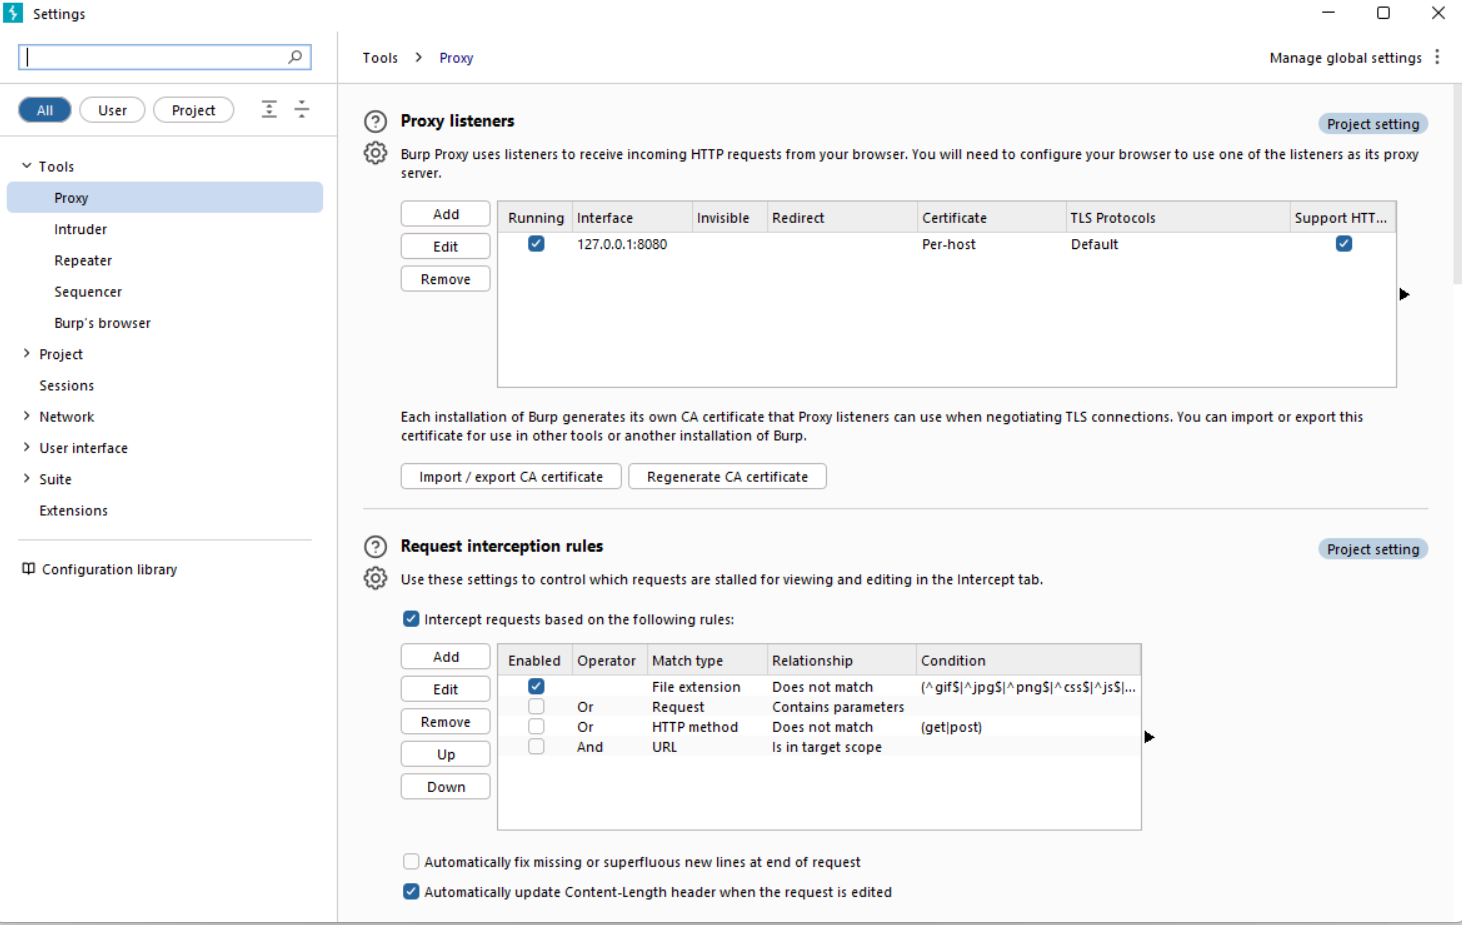 Settings
Tools > Proxy
Manage global settings
All
User
Project
Tools
Proxy
Intruder
Repeater
Sequencer
Burp's browser
Project
Sessions
Network
User interface
Suite
Extensions
Configuration library
Proxy listeners
Project setting
Burp Proxy uses listeners to receive incoming HTTP requests from your browser. You will need to configure your browser to use one of the listeners as its proxy
server.
Add
Edit
Remove
Running Interface Invisible Redirect Certificate TLS Protocols Support HTT...
127.0.0.1:8080 Per-host Default
Each installation of Burp generates its own CA certificate that Proxy listeners can use when negotiating TLS connections. You can import or export this
certificate for use in other tools or another installation of Burp.
Import / export CA certificate
Regenerate CA certificate
Request interception rules
Project setting
Use these settings to control which requests are stalled for viewing and editing in the Intercept tab.
Intercept requests based on the following rules:
Add
Edit
Remove
Up
Down
Enabled Operator Match type Relationship Condition
File extension Does not match (^gif$|^jpg$|^png$|^css$|^js$|...
Or Request Contains parameters
Or HTTP method Does not match (get|post)
And URL Is in target scope
Automatically fix missing or superfluous new lines at end of request
Automatically update Content-Length header when the request is edited